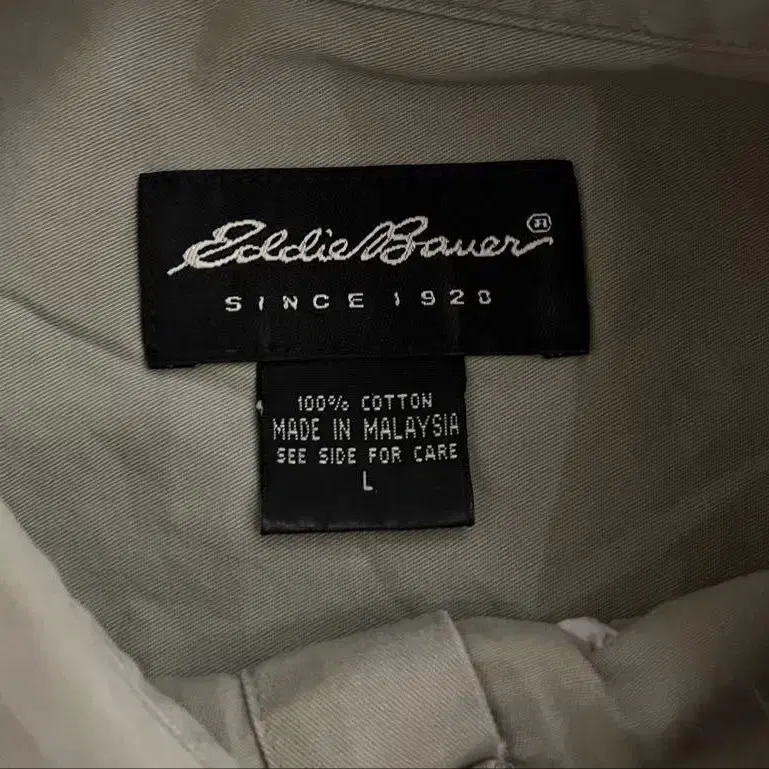 Eddie Bauer®
SINCE 1920
100% COTTON
MADE IN MALAYSIA
SEE SIDE FOR CARE
L